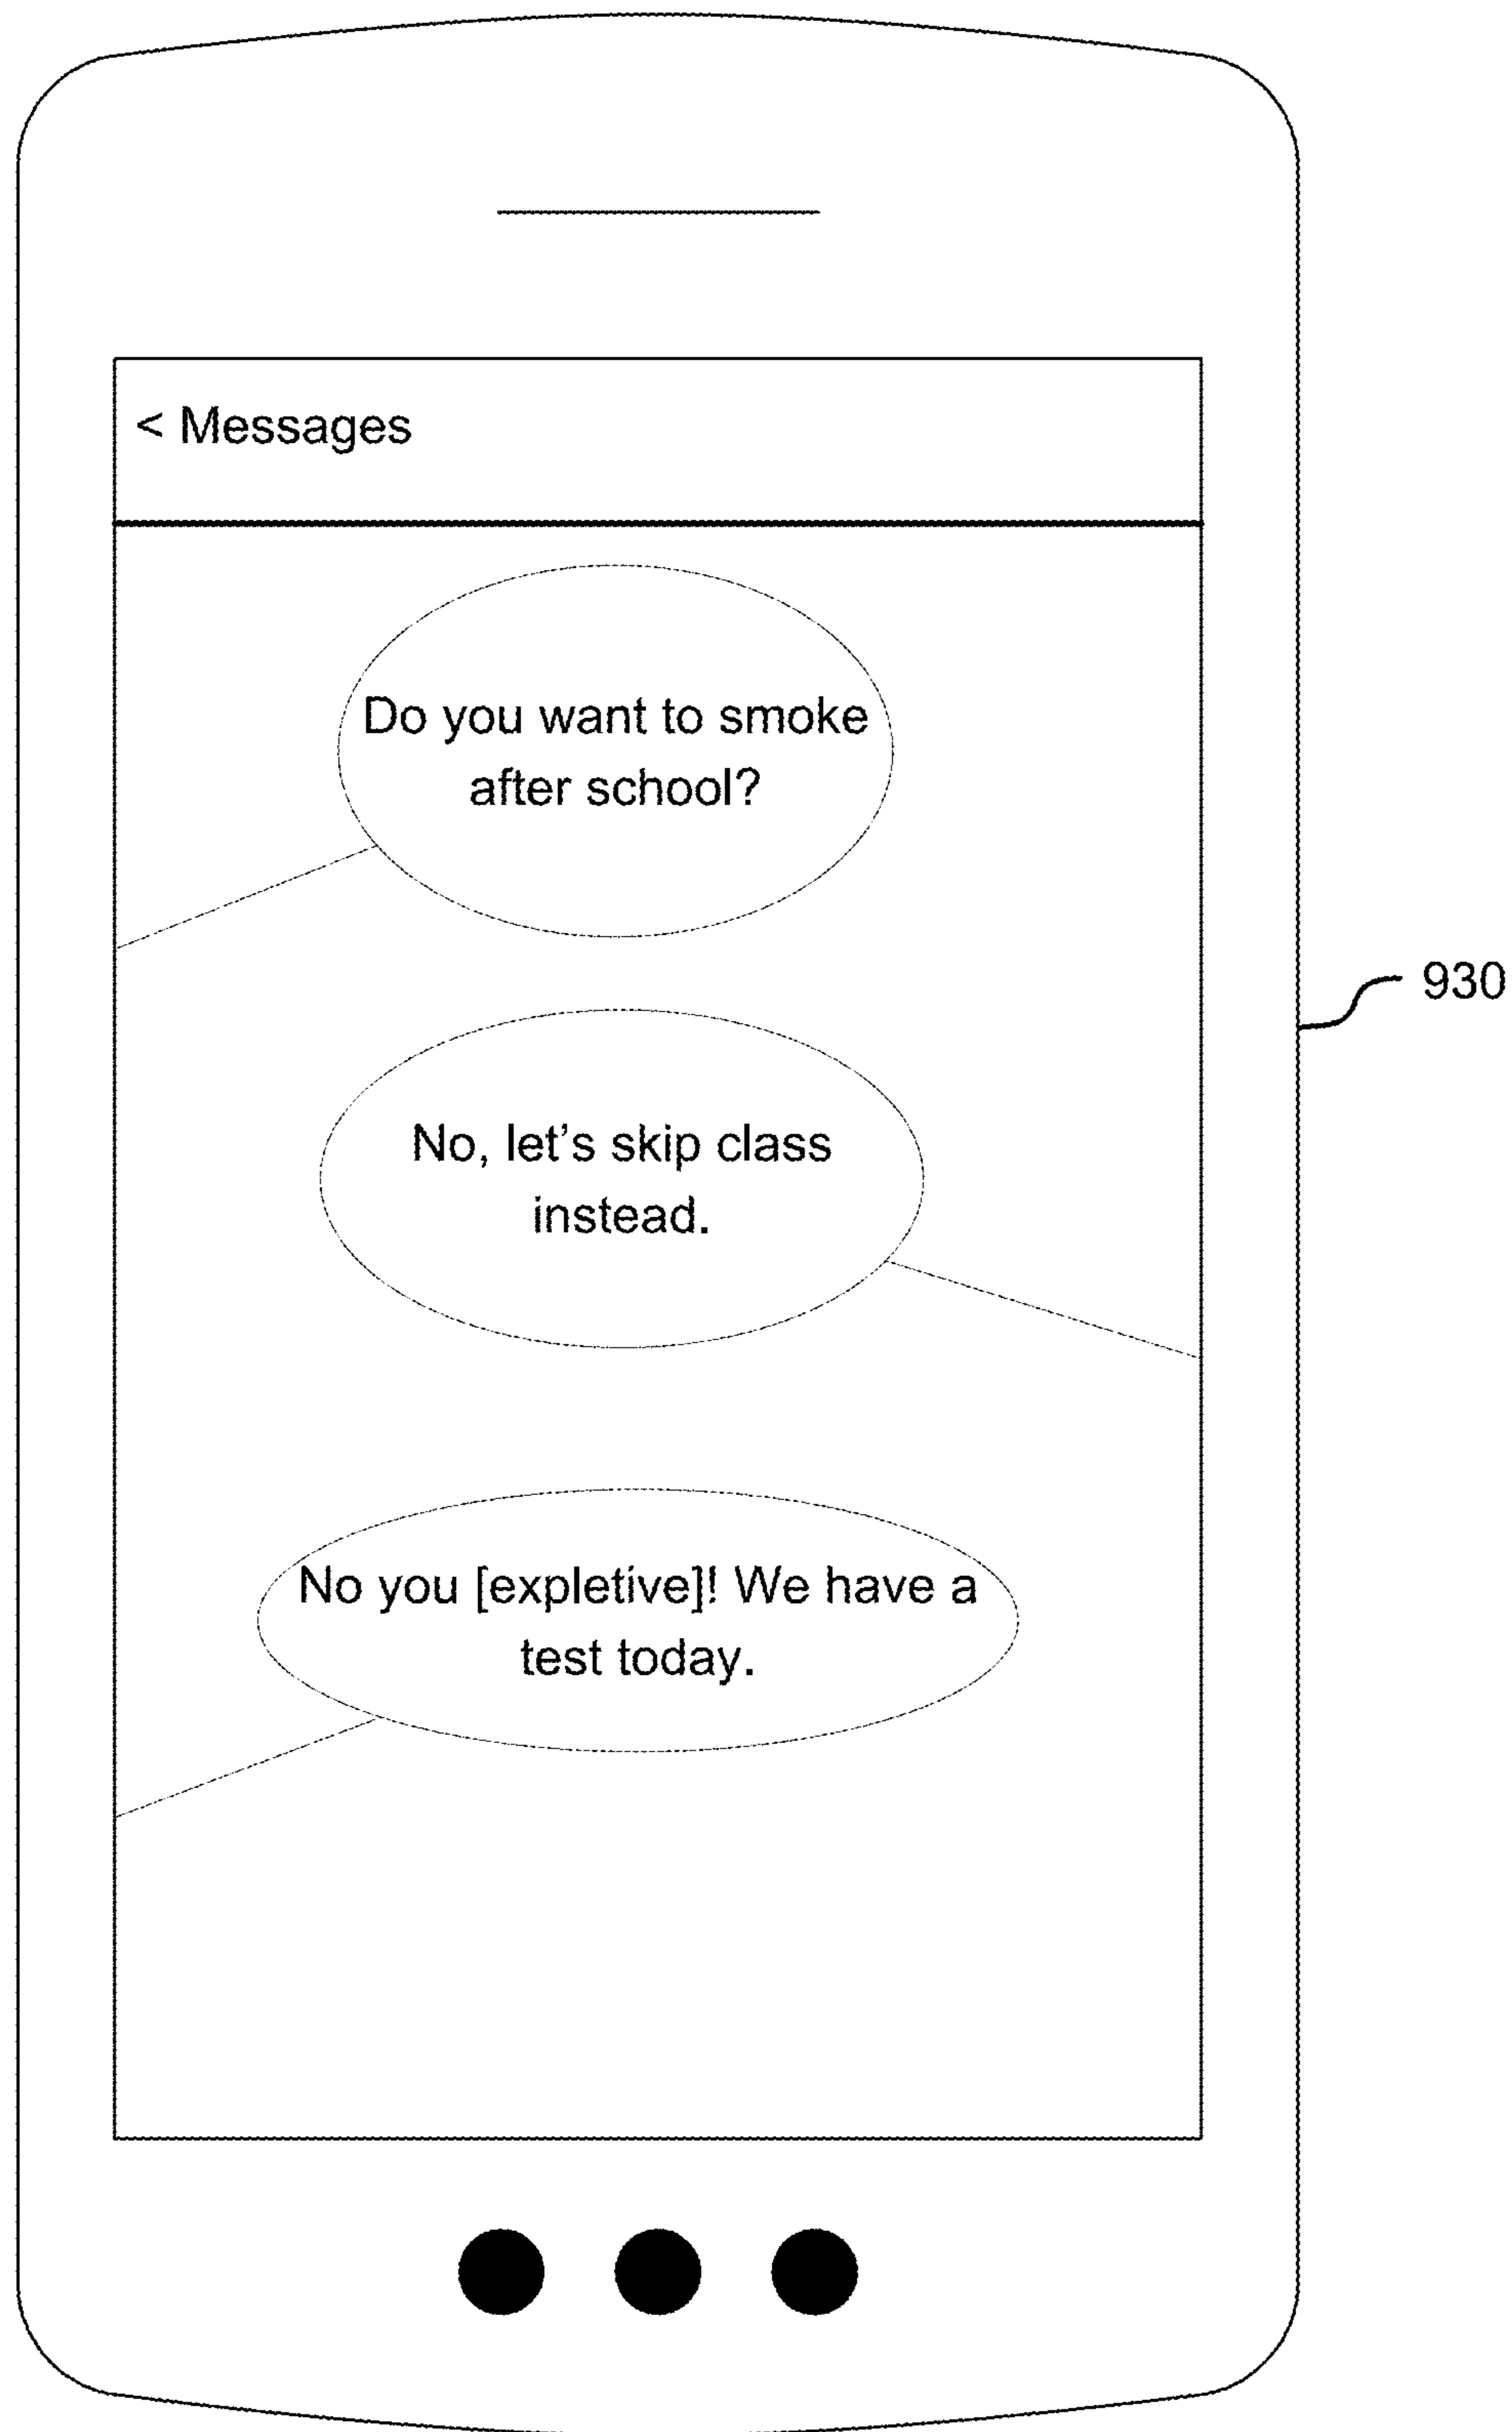 < Messages
Do you want to smoke
after school?
930
No, let's skip class
instead.
No you [expletive]! We have a
test today.